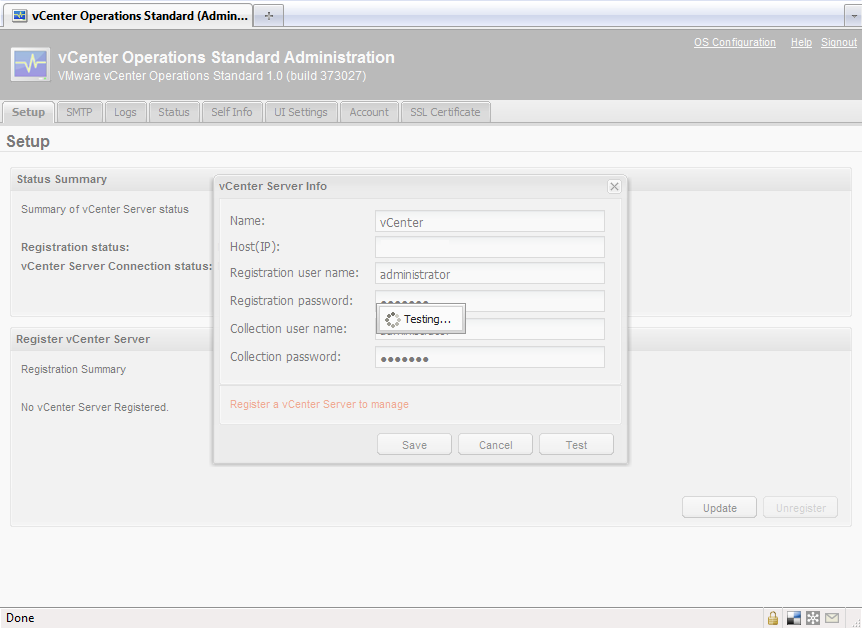 vCenter Operations Standard (Admin...
vCenter Operations Standard Administration
VMware vCenter Operations Standard 1.0 (build 373027)
OS Configuration Help Signout
Setup SMTP Logs Status Self Info UI Settings Account SSL Certificate
Setup
Status Summary
Summary of vCenter Server status
Registration status:
vCenter Server Connection status:
Register vCenter Server
Registration Summary
No vCenter Server Registered.
Update Unregister
vCenter Server Info
Name: vCenter
Host(IP):
Registration user name: administrator
Registration password: •••••••
Testing...
Collection user name:
Collection password: •••••••
Register a vCenter Server to manage
Save Cancel Test
Done